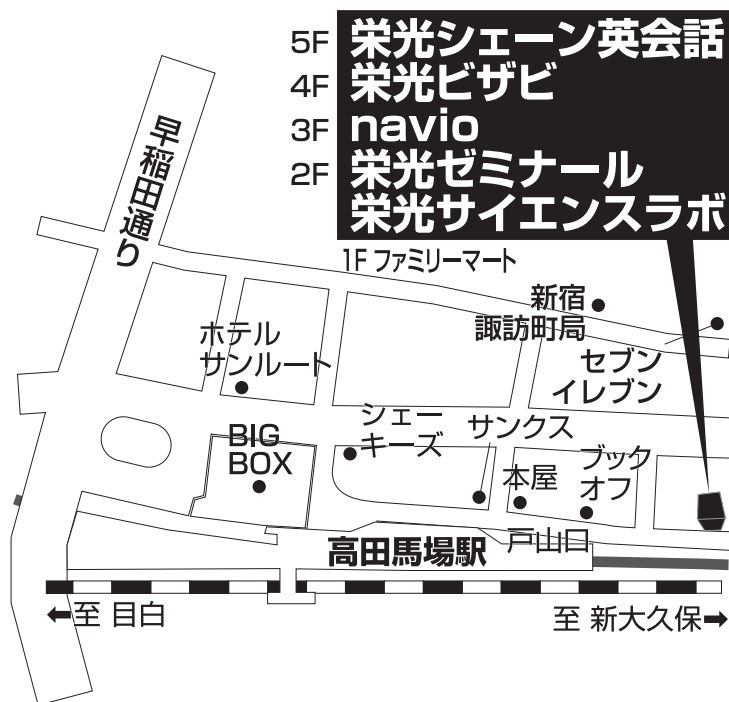 5F 栄光シェーン英会話
4F 栄光ビザビ
3F navio
2F 栄光ゼミナール
栄光サイエンスラボ
1F ファミリーマート
早稲田通り
新宿
諏訪町局
ホテル
サンルート
セブン
イレブン
シェー
キーズ
サンクス
BIG
BOX
本屋
ブック
オフ
高田馬場駅
戸山口
←至 目白
至 新大久保→